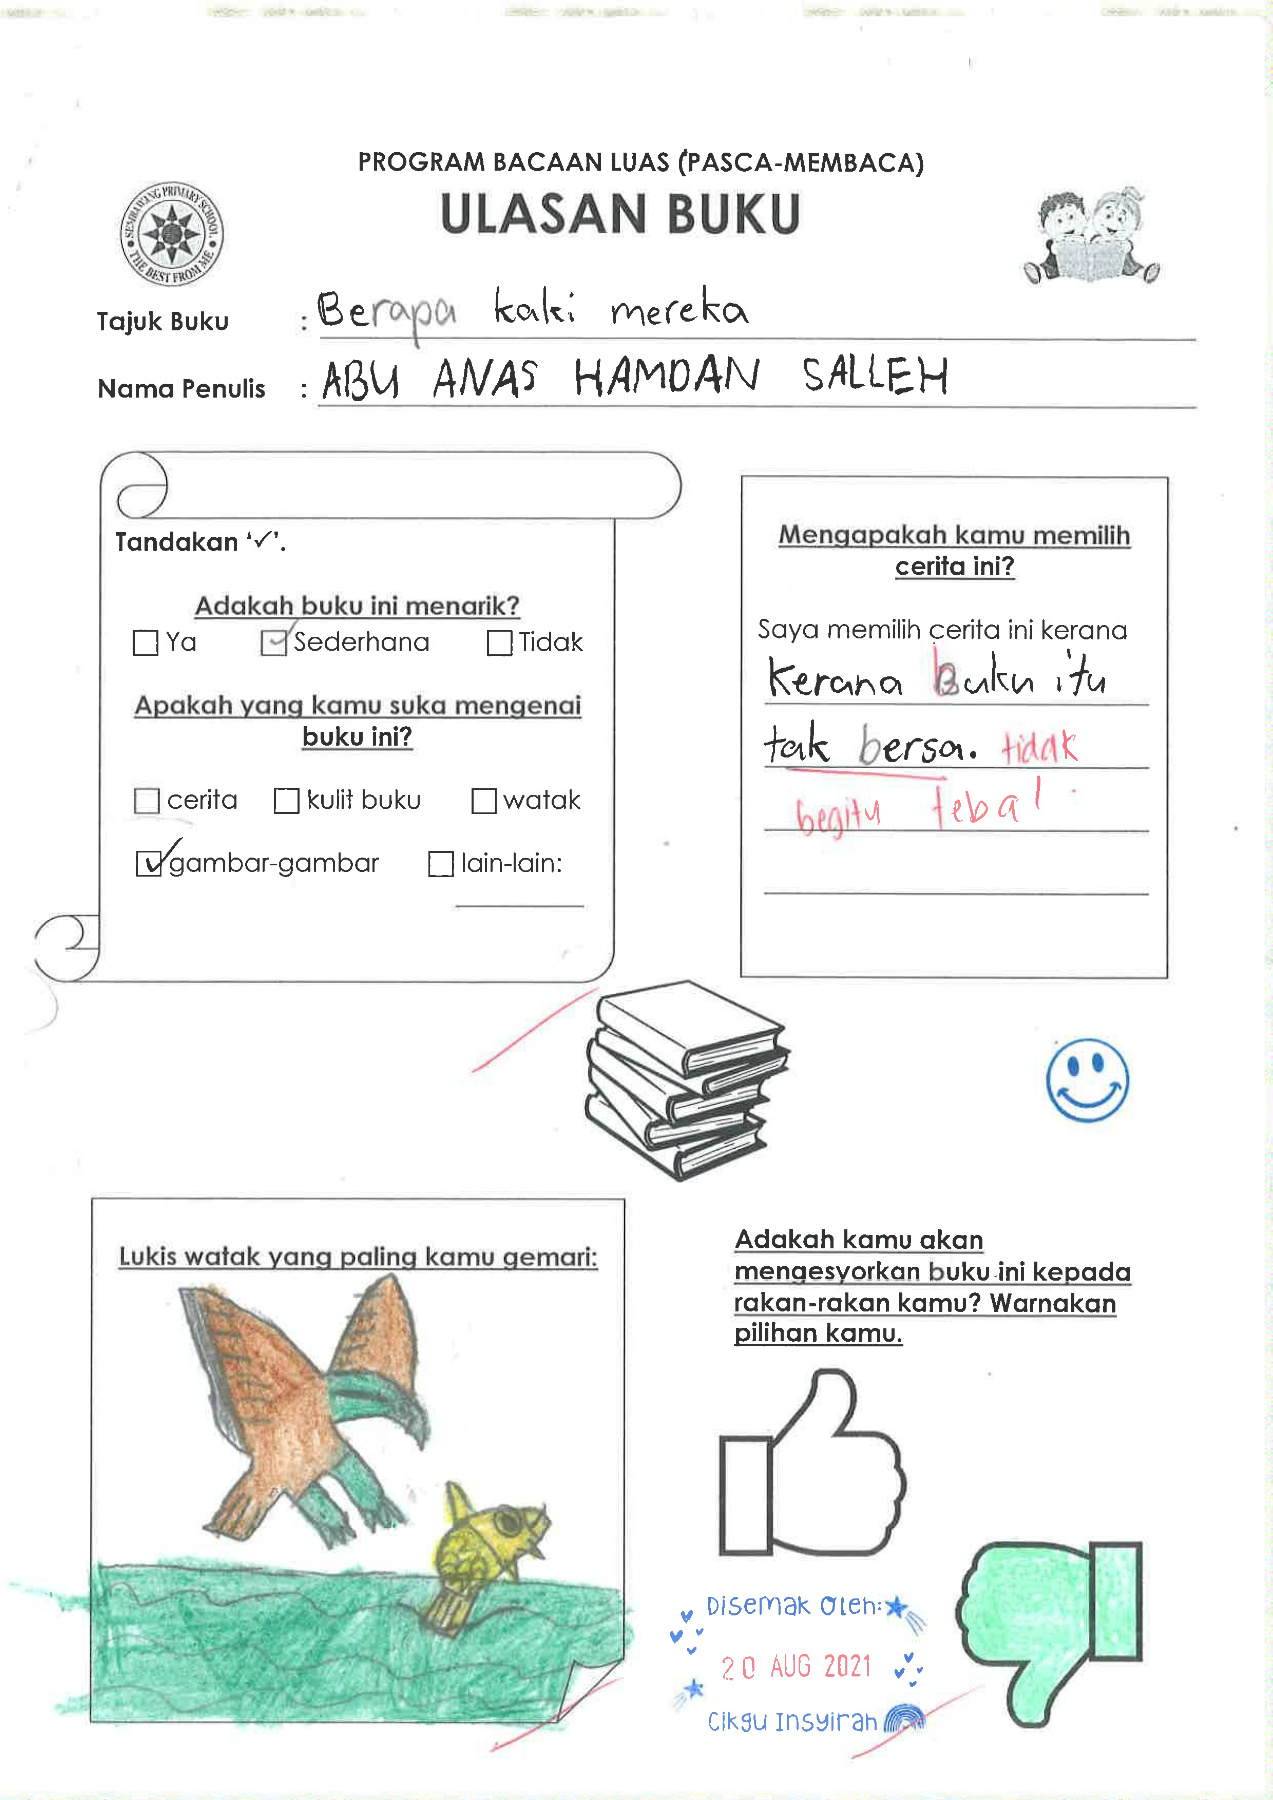 PROGRAM BACAAN LUAS (PASCA-MEMBACA)
ULASAN BUKU
SEMBAWANG PRIMARY SCHOOL
THE BEST FROM ME
Tajuk Buku : Berapa kaki mereka
Nama Penulis : ABU ANAS HAMDAN SALLEH
Tandakan ‘✓’.
Adakah buku ini menarik?
Ya ✓ Sederhana Tidak
Apakah yang kamu suka mengenai
buku ini?
cerita kulit buku watak
✓ gambar-gambar lain-lain:
Mengapakah kamu memilih
cerita ini?
Saya memilih cerita ini kerana
Kerana Buku itu
tak bersa. tidak
begitu tebal.
Lukis watak yang paling kamu gemari:
Adakah kamu akan
mengesyorkan buku ini kepada
rakan-rakan kamu? Warnakan
pilihan kamu.
Disemak Oleh:
20 AUG 2021
Cikgu Insyirah